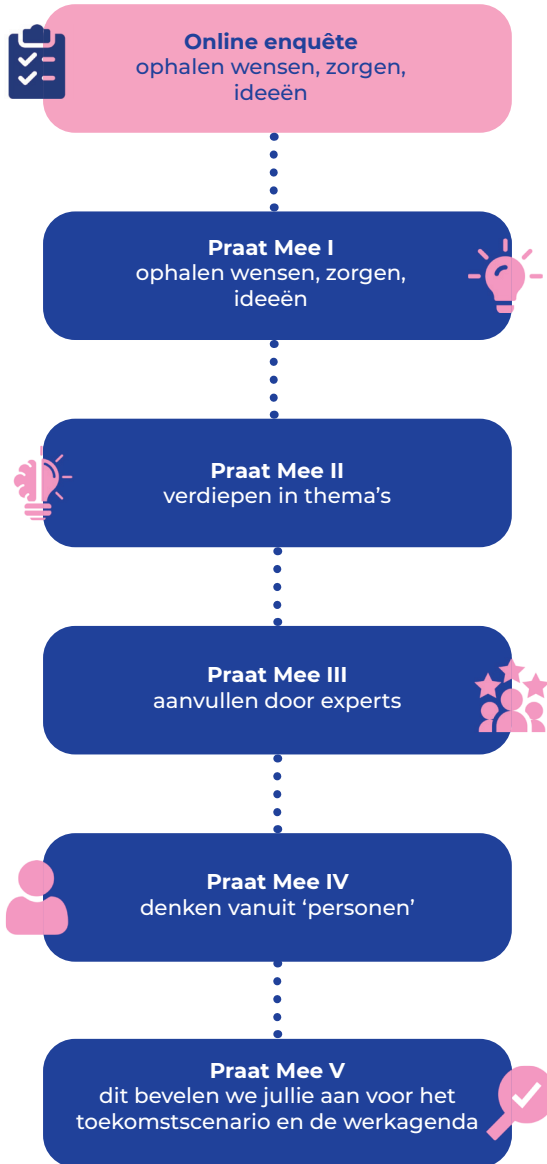 Online enquête
ophalen wensen, zorgen,
ideeën
Praat Mee I
ophalen wensen, zorgen,
ideeën
Praat Mee II
verdiepen in thema’s
Praat Mee III
aanvullen door experts
Praat Mee IV
denken vanuit ‘personen’
Praat Mee V
dit bevelen we jullie aan voor het
toekomstscenario en de werkagenda